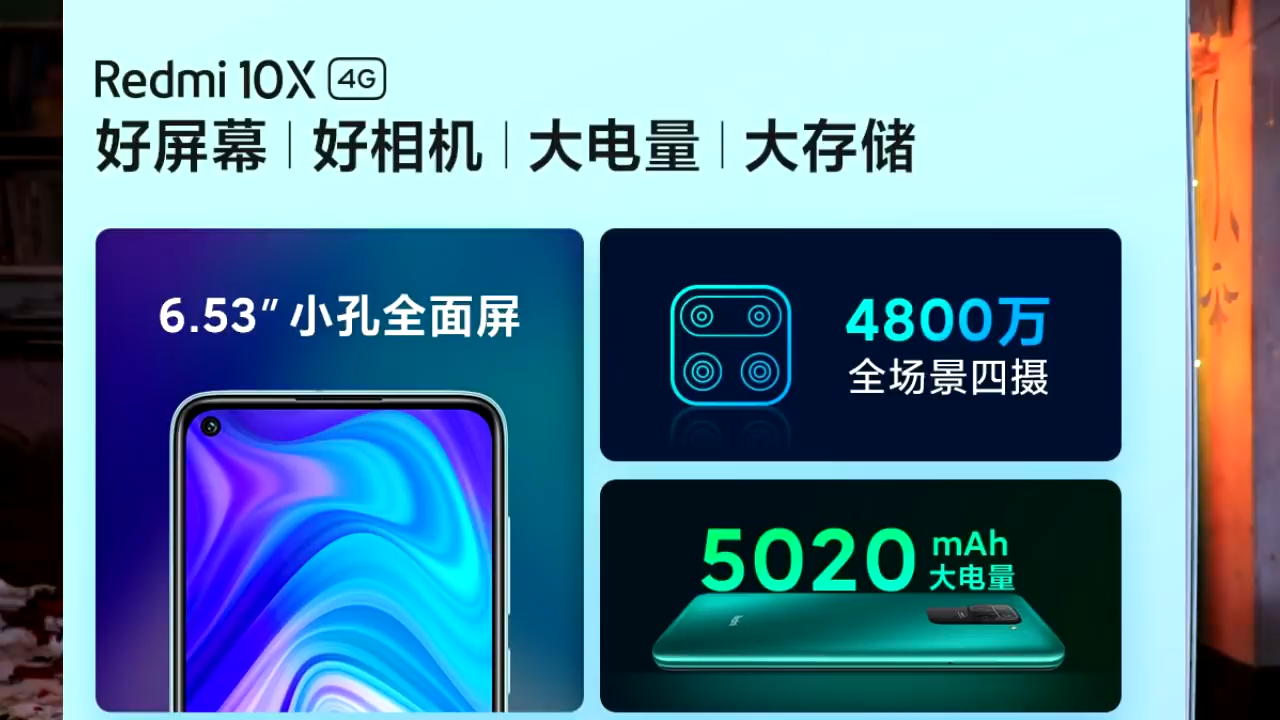 Redmi 10X 4G
好屏幕 | 好相机 | 大电量 | 大存储
6.53″ 小孔全面屏
4800万
全场景四摄
5020 mAh
大电量